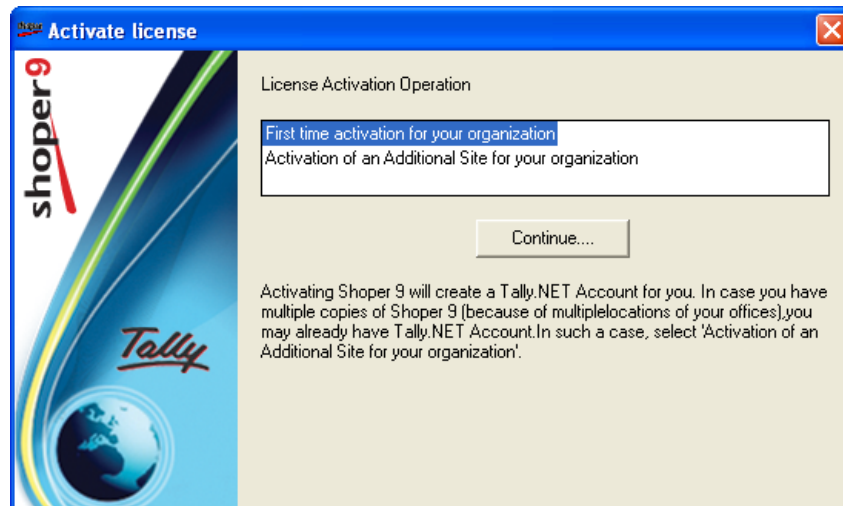 Activate license
shoper9
Tally
License Activation Operation
First time activation for your organization
Activation of an Additional Site for your organization
Continue....
Activating Shoper 9 will create a Tally.NET Account for you. In case you have
multiple copies of Shoper 9 (because of multiplelocations of your offices),you
may already have Tally.NET Account.In such a case, select 'Activation of an
Additional Site for your organization'.